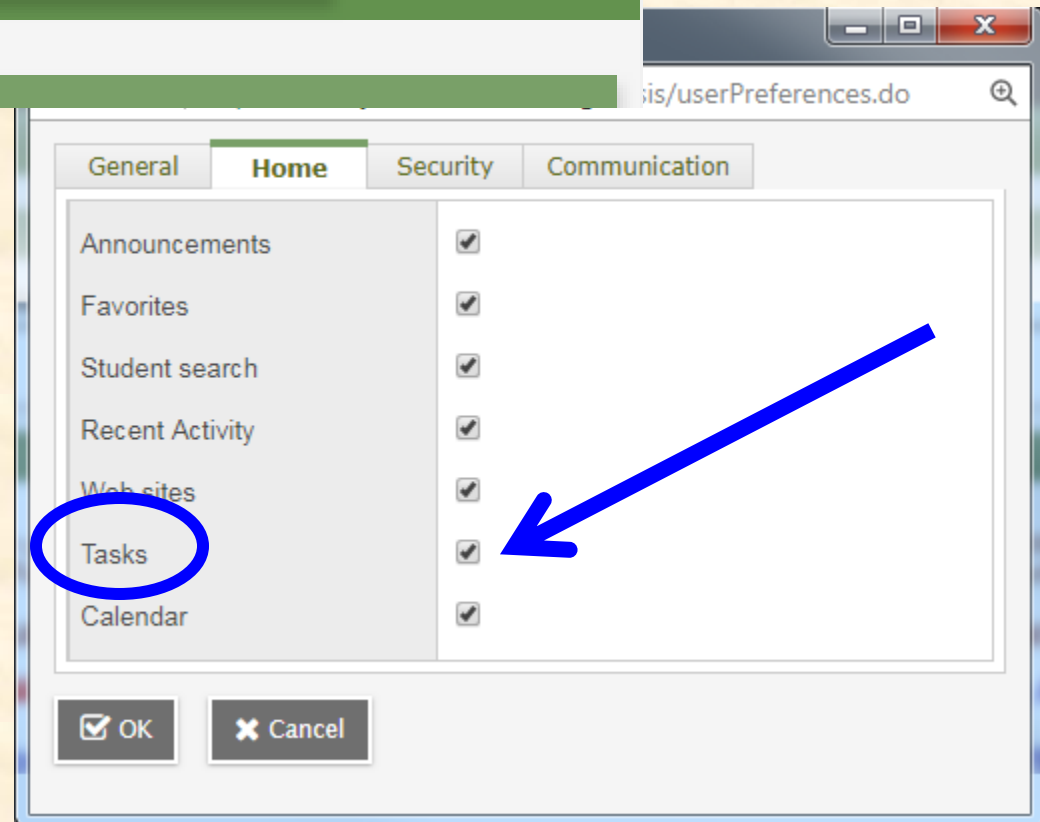 sis/userPreferences.do
General Home Security Communication
Announcements
Favorites
Student search
Recent Activity
Web sites
Tasks
Calendar
OK Cancel